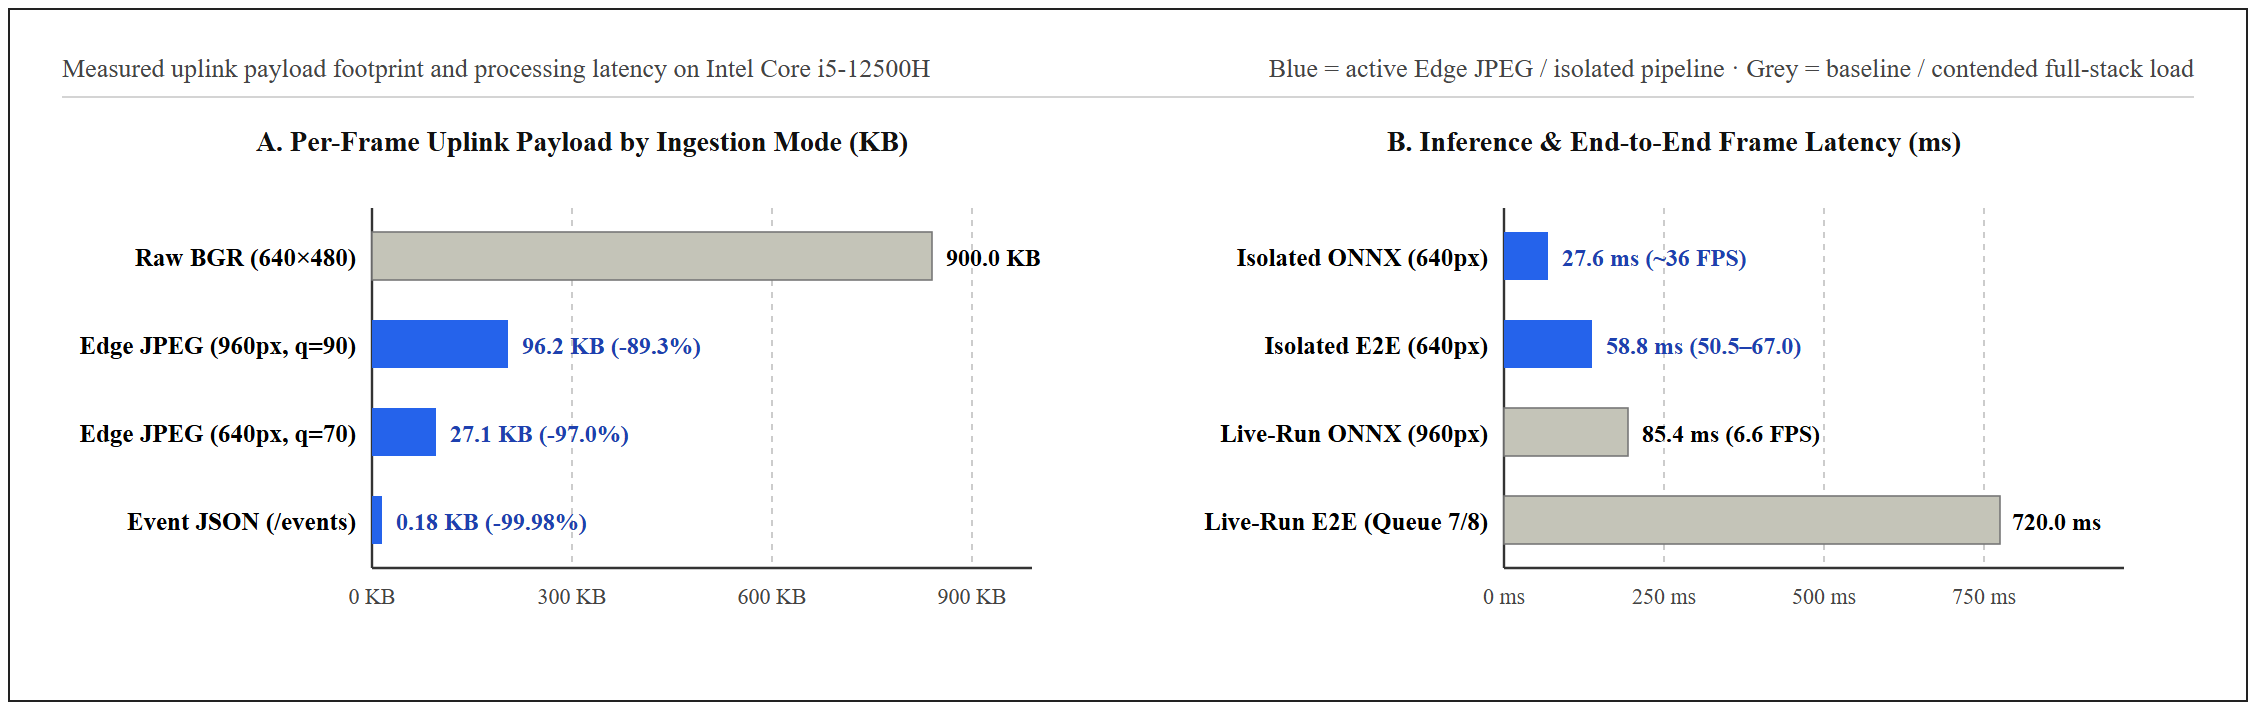 Measured uplink payload footprint and processing latency on Intel Core i5-12500H
Blue = active Edge JPEG / isolated pipeline · Grey = baseline / contended full-stack load
A. Per-Frame Uplink Payload by Ingestion Mode (KB)
Raw BGR (640×480)
900.0 KB
Edge JPEG (960px, q=90)
96.2 KB (-89.3%)
Edge JPEG (640px, q=70)
27.1 KB (-97.0%)
Event JSON (/events)
0.18 KB (-99.98%)
0 KB
300 KB
600 KB
900 KB
B. Inference & End-to-End Frame Latency (ms)
Isolated ONNX (640px)
27.6 ms (~36 FPS)
Isolated E2E (640px)
58.8 ms (50.5–67.0)
Live-Run ONNX (960px)
85.4 ms (6.6 FPS)
Live-Run E2E (Queue 7/8)
720.0 ms
0 ms
250 ms
500 ms
750 ms